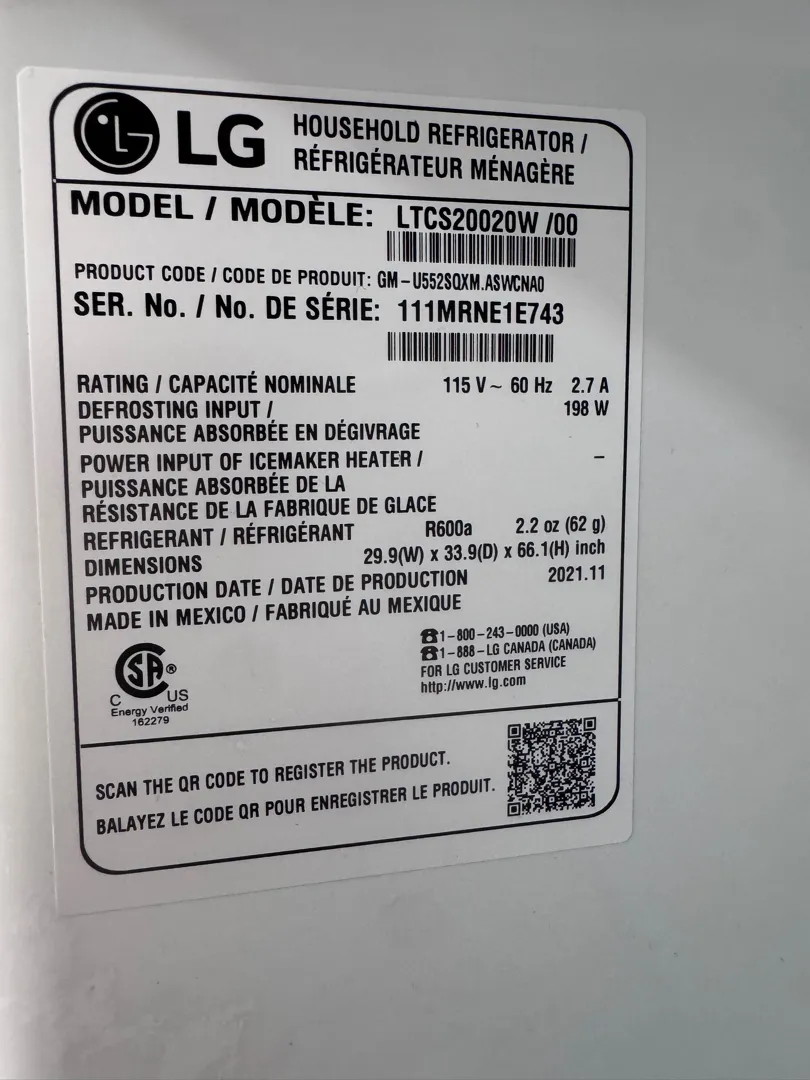 LG HOUSEHOLD REFRIGERATOR /
RÉFRIGÉRATEUR MÉNAGÈRE
MODEL / MODÈLE: LTCS20020W /00
PRODUCT CODE / CODE DE PRODUIT: GM-U552SQXM.ASWCNA0
SER. No. / No. DE SÉRIE: 111MRNE1E743
RATING / CAPACITÉ NOMINALE 115 V~ 60 Hz 2.7 A
DEFROSTING INPUT / 198 W
PUISSANCE ABSORBÉE EN DÉGIVRAGE
POWER INPUT OF ICEMAKER HEATER / –
PUISSANCE ABSORBÉE DE LA
RÉSISTANCE DE LA FABRIQUE DE GLACE
REFRIGERANT / RÉFRIGÉRANT R600a 2.2 oz (62 g)
DIMENSIONS 29.9(W) x 33.9(D) x 66.1(H) inch
PRODUCTION DATE / DATE DE PRODUCTION 2021.11
MADE IN MEXICO / FABRIQUÉ AU MEXIQUE
☎1-800-243-0000 (USA)
☎1-888-LG CANADA (CANADA)
FOR LG CUSTOMER SERVICE
http://www.lg.com
SA®
C US
Energy Verified
162279
SCAN THE QR CODE TO REGISTER THE PRODUCT.
BALAYEZ LE CODE QR POUR ENREGISTRER LE PRODUIT.